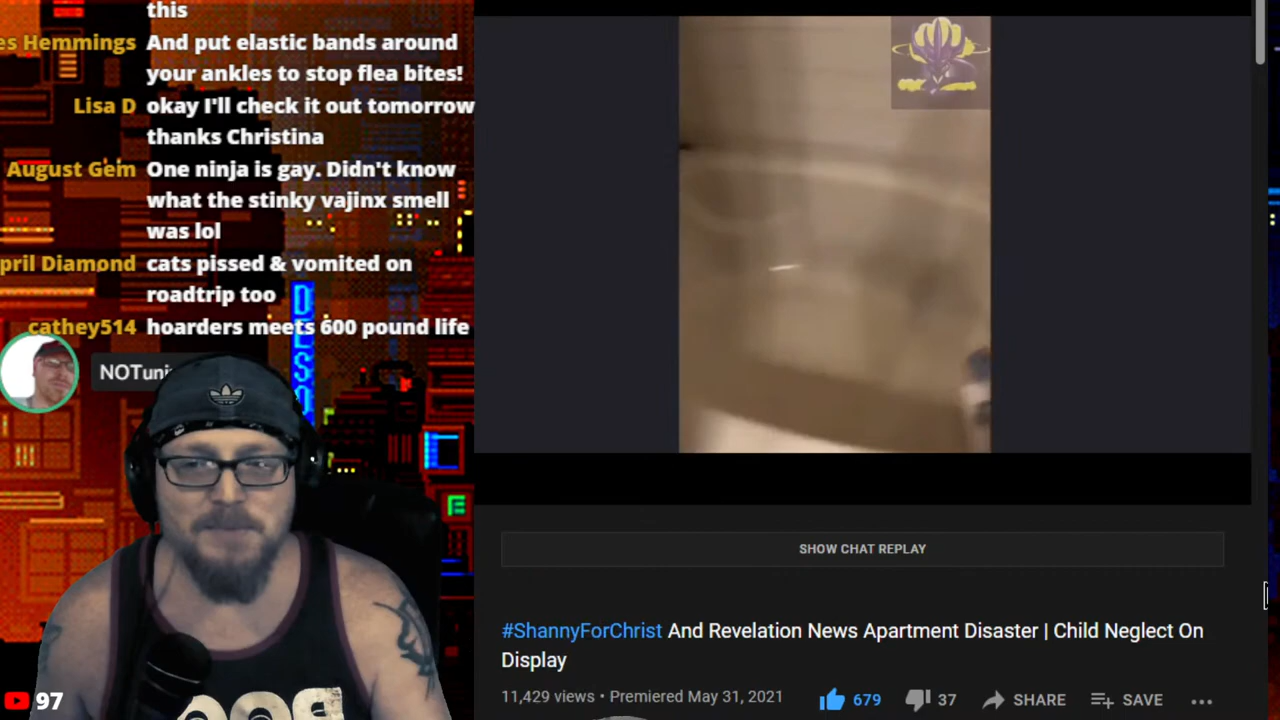 this
es Hemmings And put elastic bands around
your ankles to stop flea bites!
Lisa D okay I'll check it out tomorrow
thanks Christina
August Gem One ninja is gay. Didn't know
what the stinky vajinx smell
was lol
pril Diamond cats pissed & vomited on
roadtrip too
cathey514 hoarders meets 600 pound life
NOTuni
97
SHOW CHAT REPLAY
#ShannyForChrist And Revelation News Apartment Disaster | Child Neglect On
Display
11,429 views • Premiered May 31, 2021 679 37 SHARE SAVE